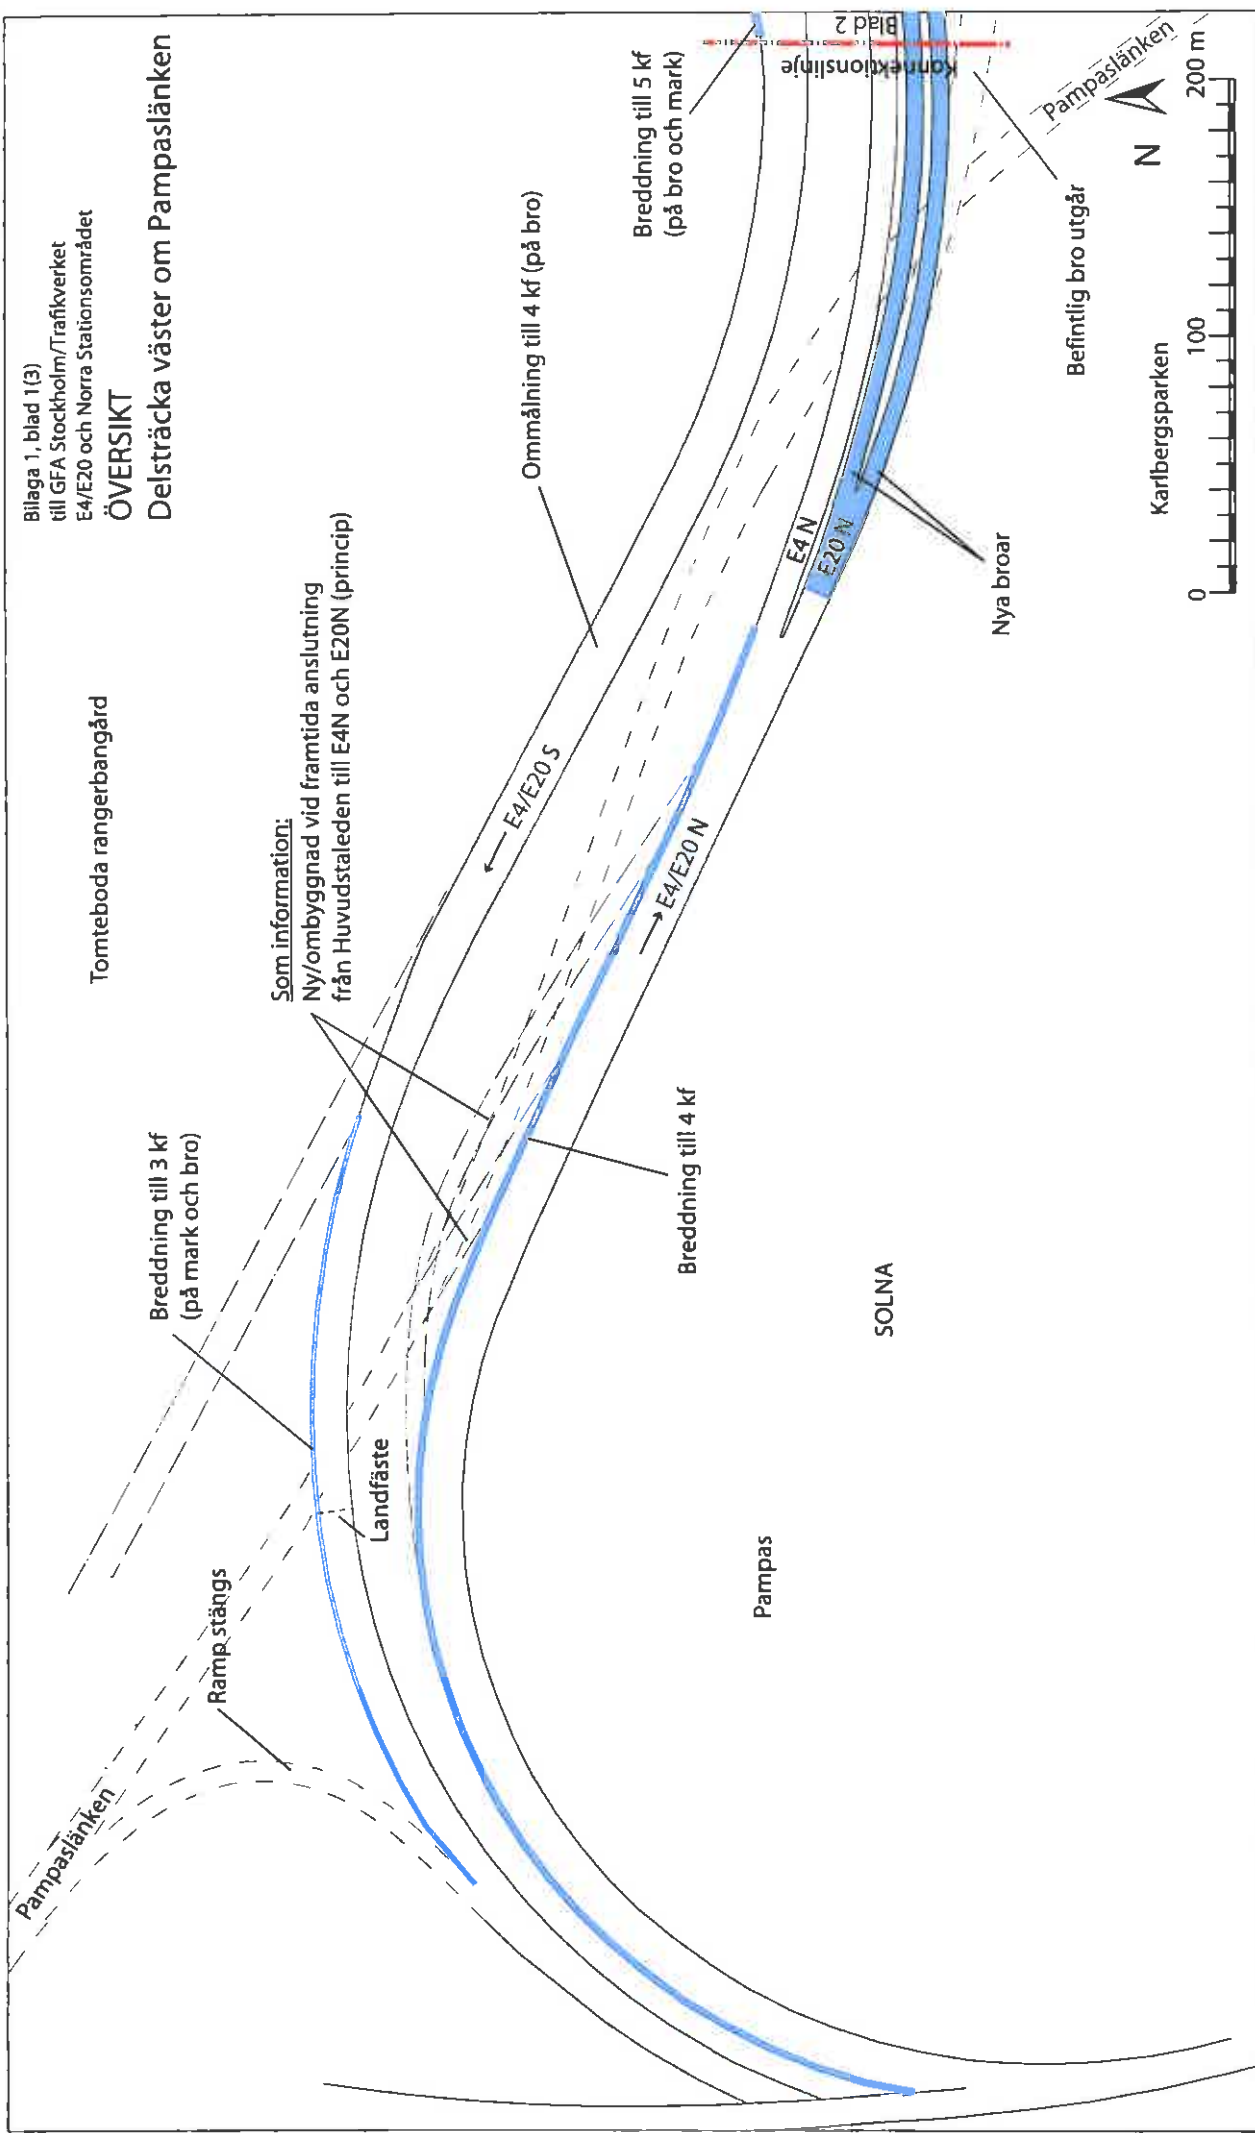 Bilaga 1, blad 1(3)
till GFA Stockholm/Trafikverket
E4/E20 och Norra Stationsområdet
ÖVERSIKT
Delsträcka väster om Pampaslänken
Tomteboda rangerbangård
Som information:
Ny/ombyggnad vid framtida anslutning
från Huvudstaleden till E4N och E20N (princip)
Breddning till 3 kf
(på mark och bro)
Pampaslänken
Ramp stängs
Landfäste
← E4/E20 S
Ommålning till 4 kf (på bro)
Breddning till 5 kf
(på bro och mark)
Konnektionslinje
Blad 2
→ E4/E20 N
E4 N
E20 N
Breddning till 4 kf
Nya broar
Befintlig bro utgår
Pampaslänken
Pampas
SOLNA
Karlbergsparken
N
0 100 200 m